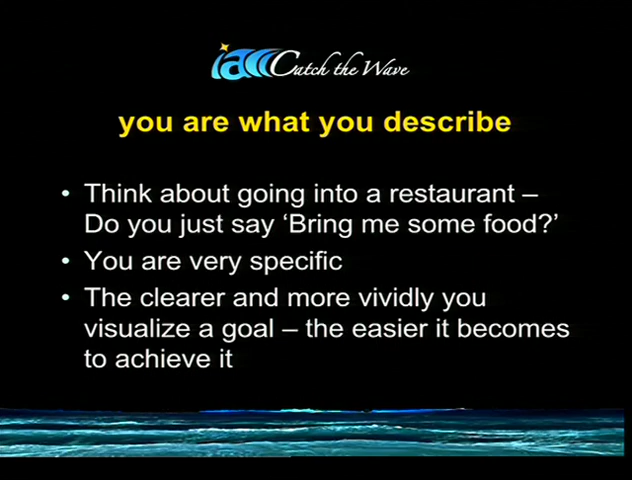 iacc Catch the Wave
you are what you describe
• Think about going into a restaurant –
Do you just say ‘Bring me some food?’
• You are very specific
• The clearer and more vividly you
visualize a goal – the easier it becomes
to achieve it